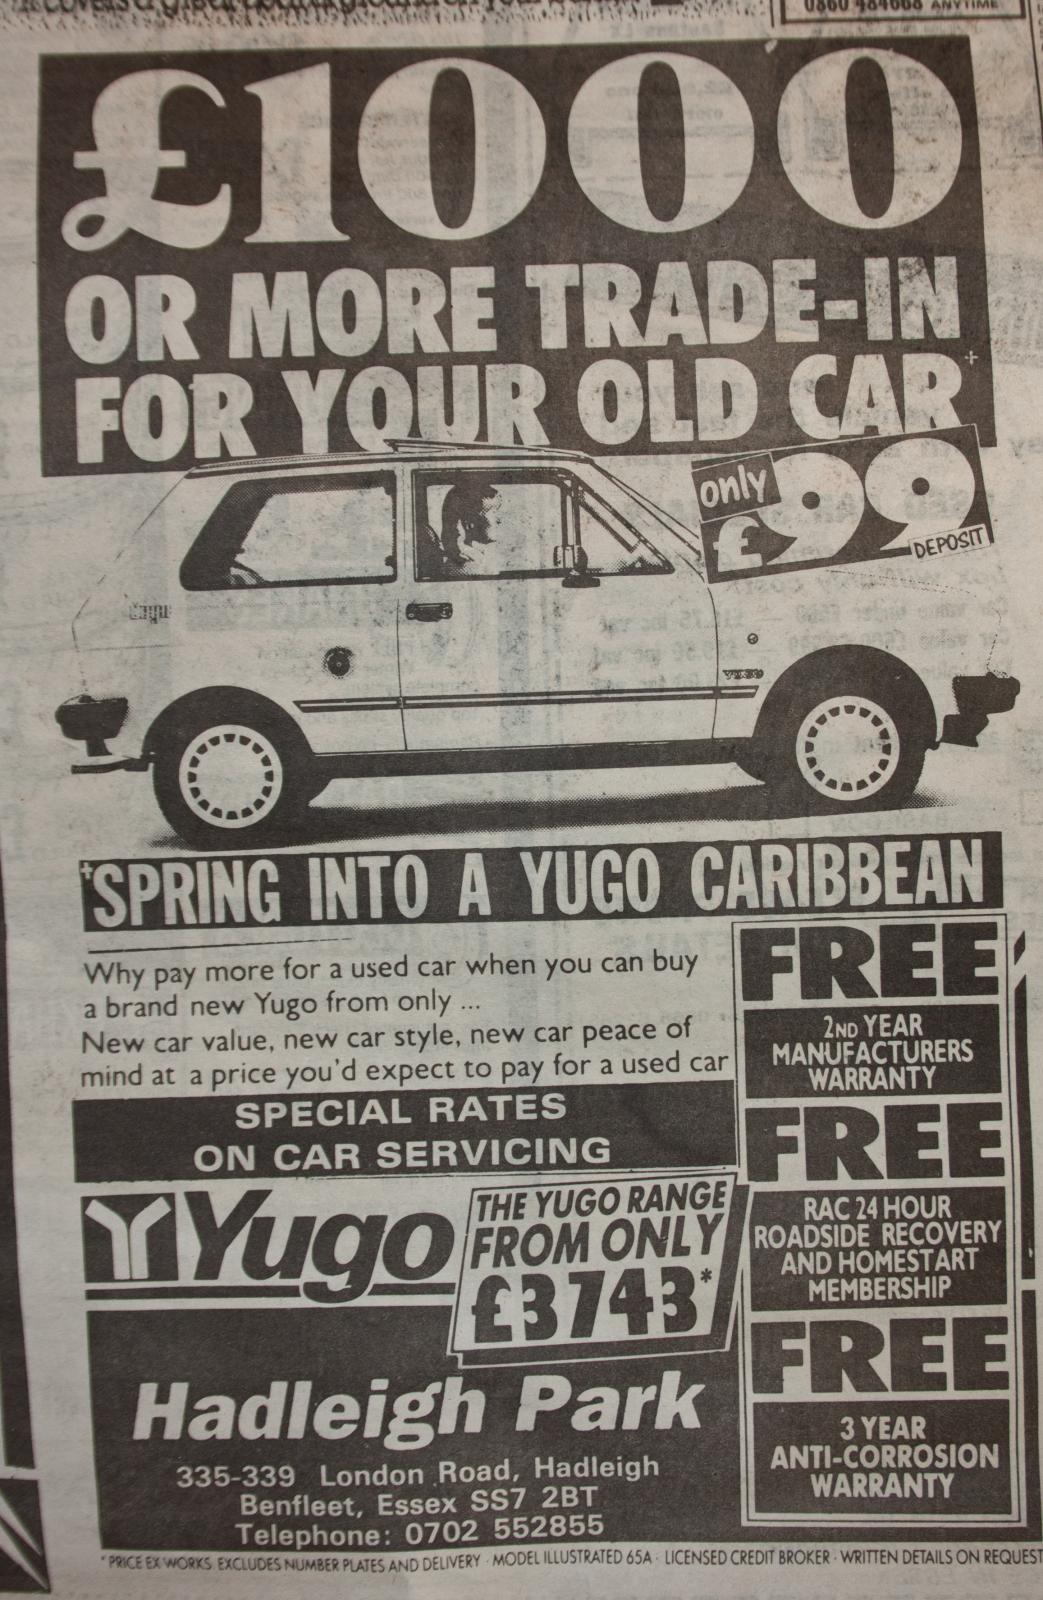 0860 484668 ANYTIME
£1000
OR MORE TRADE-IN
FOR YOUR OLD CAR+
only
£99
DEPOSIT
Yugo
YUGO
+SPRING INTO A YUGO CARIBBEAN
Why pay more for a used car when you can buy
a brand new Yugo from only ...
New car value, new car style, new car peace of
mind at a price you'd expect to pay for a used car
SPECIAL RATES
ON CAR SERVICING
Yugo
THE YUGO RANGE
FROM ONLY
£3743*
Hadleigh Park
335-339 London Road, Hadleigh
Benfleet, Essex SS7 2BT
Telephone: 0702 552855
FREE
2ND YEAR
MANUFACTURERS
WARRANTY
FREE
RAC 24 HOUR
ROADSIDE RECOVERY
AND HOMESTART
MEMBERSHIP
FREE
3 YEAR
ANTI-CORROSION
WARRANTY
*PRICE EX WORKS. EXCLUDES NUMBER PLATES AND DELIVERY · MODEL ILLUSTRATED 65A · LICENSED CREDIT BROKER · WRITTEN DETAILS ON REQUEST